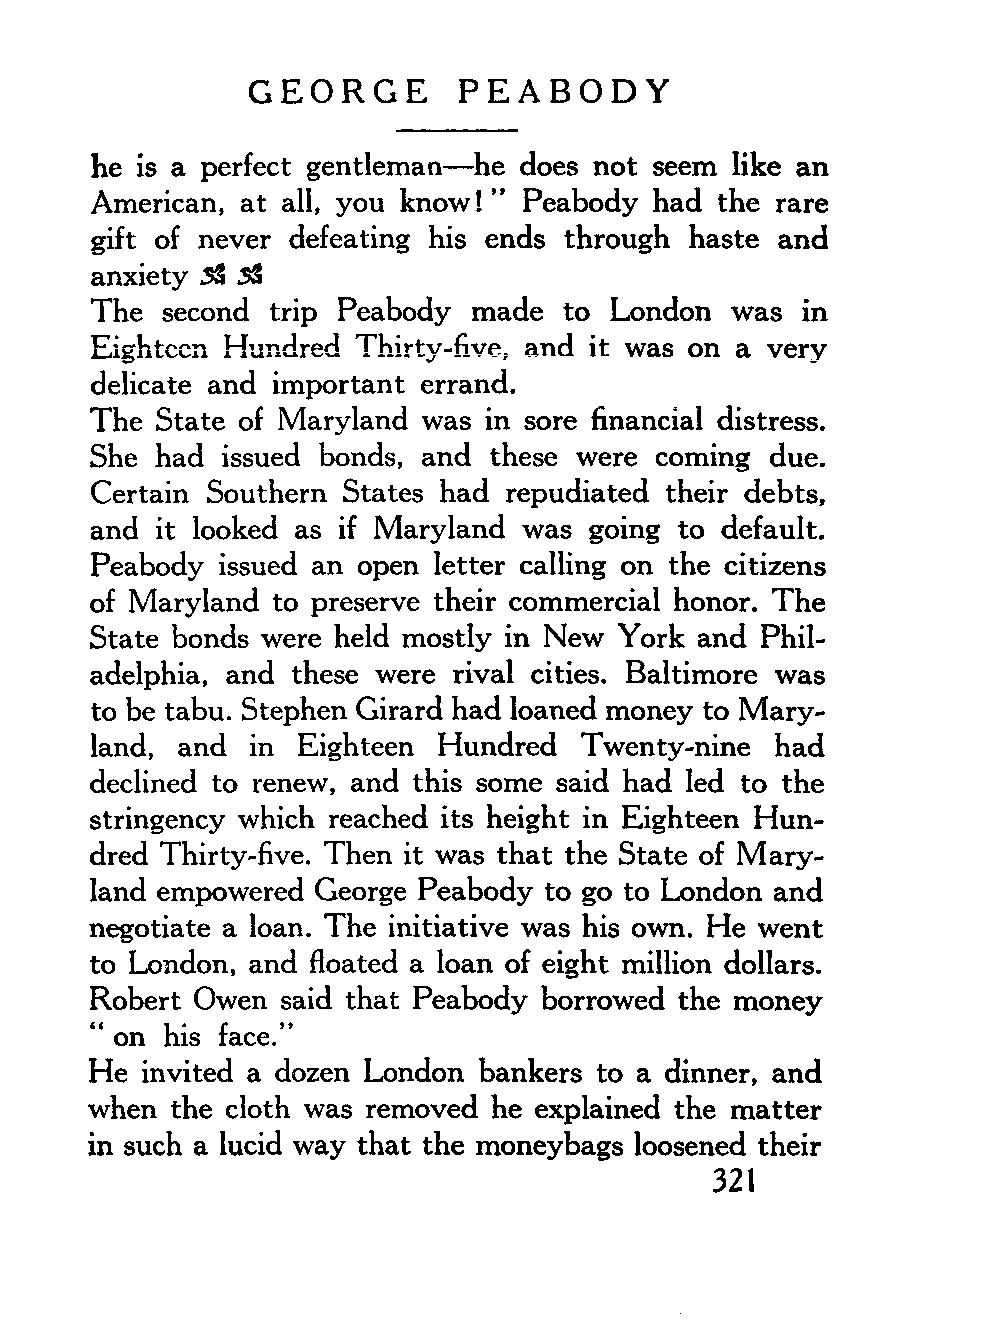 GEORGE PEABODY
he is a perfect gentleman—he does not seem like an
American, at all, you know!" Peabody had the rare
gift of never defeating his ends through haste and
anxiety
The second trip Peabody made to London was in
Eighteen Hundred Thirty-five, and it was on a very
delicate and important errand.
The State of Maryland was in sore financial distress.
She had issued bonds, and these were coming due.
Certain Southern States had repudiated their debts,
and it looked as if Maryland was going to default.
Peabody issued an open letter calling on the citizens
of Maryland to preserve their commercial honor. The
State bonds were held mostly in New York and Phil-
adelphia, and these were rival cities. Baltimore was
to be tabu. Stephen Girard had loaned money to Mary-
land, and in Eighteen Hundred Twenty-nine had
declined to renew, and this some said had led to the
stringency which reached its height in Eighteen Hun-
dred Thirty-five. Then it was that the State of Mary-
land empowered George Peabody to go to London and
negotiate a loan. The initiative was his own. He went
to London, and floated a loan of eight million dollars.
Robert Owen said that Peabody borrowed the money
" on his face."
He invited a dozen London bankers to a dinner, and
when the cloth was removed he explained the matter
in such a lucid way that the moneybags loosened their
321